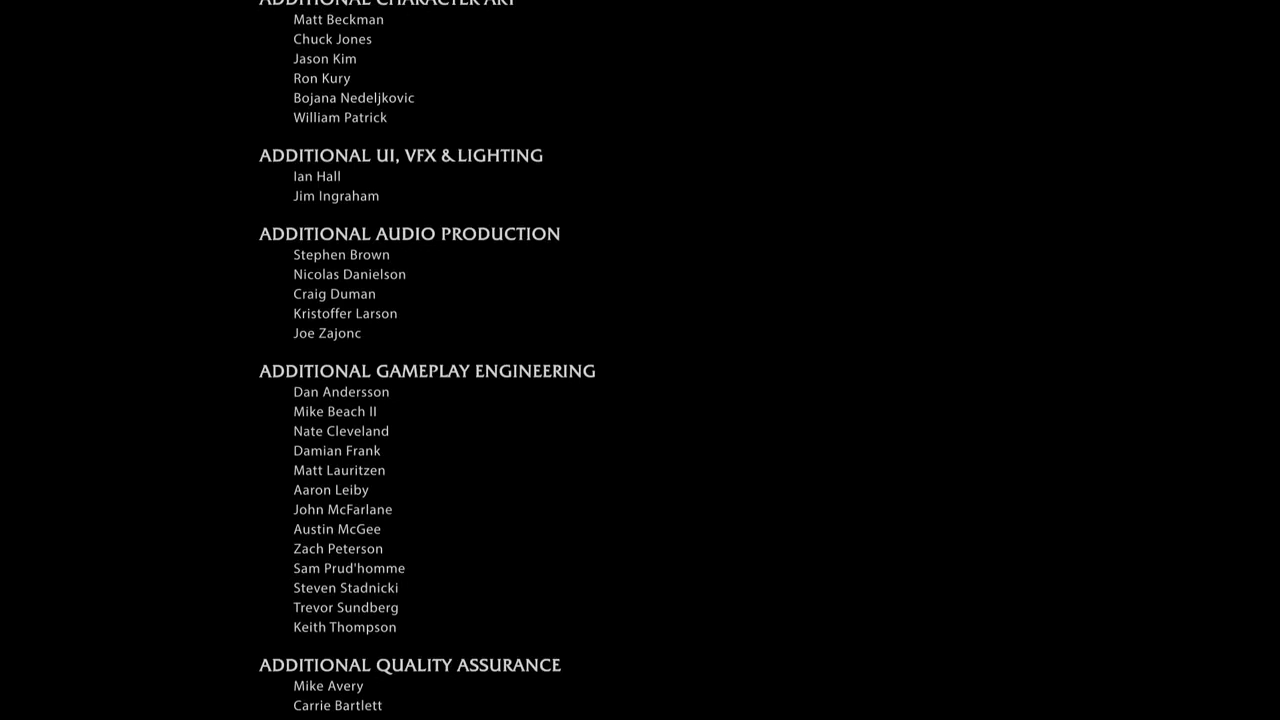 ADDITIONAL CHARACTER ART
Matt Beckman
Chuck Jones
Jason Kim
Ron Kury
Bojana Nedeljkovic
William Patrick
ADDITIONAL UI, VFX & LIGHTING
Ian Hall
Jim Ingraham
ADDITIONAL AUDIO PRODUCTION
Stephen Brown
Nicolas Danielson
Craig Duman
Kristoffer Larson
Joe Zajonc
ADDITIONAL GAMEPLAY ENGINEERING
Dan Andersson
Mike Beach II
Nate Cleveland
Damian Frank
Matt Lauritzen
Aaron Leiby
John McFarlane
Austin McGee
Zach Peterson
Sam Prud'homme
Steven Stadnicki
Trevor Sundberg
Keith Thompson
ADDITIONAL QUALITY ASSURANCE
Mike Avery
Carrie Bartlett